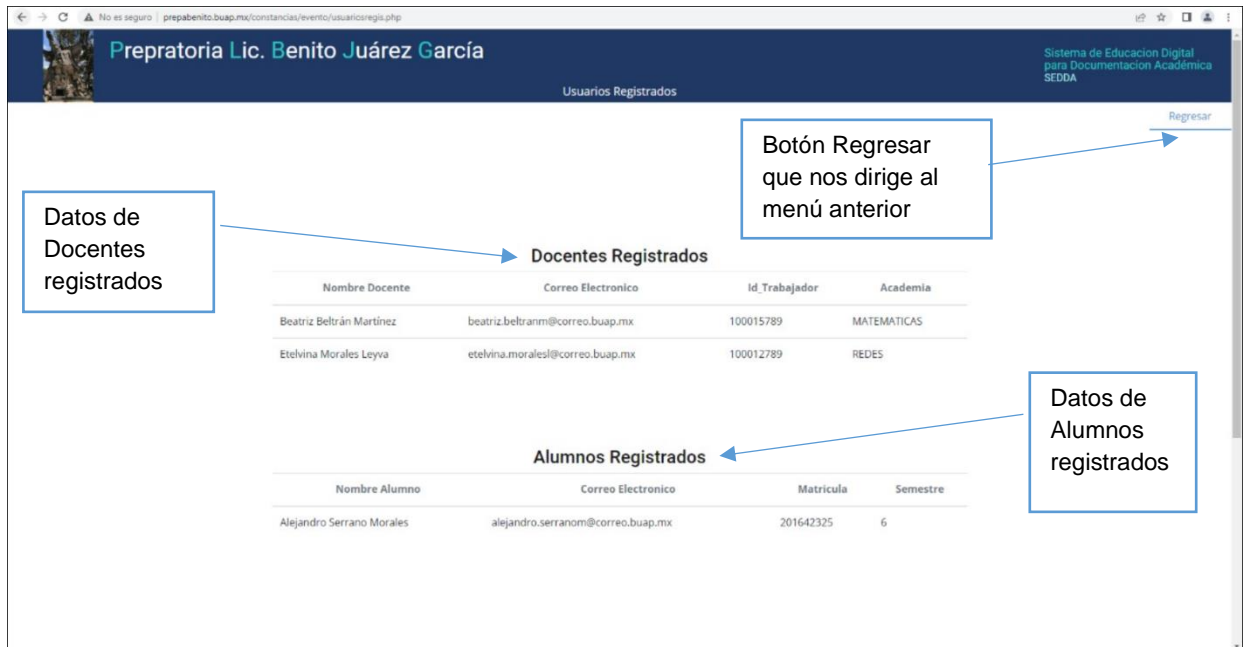 No es seguro prepabenito.buap.mx/constancias/evento/usuariosregis.php
Prepratoria Lic. Benito Juárez García
Sistema de Educacion Digital
para Documentacion Académica
SEDDA
Usuarios Registrados
Regresar
Botón Regresar
que nos dirige al
menú anterior
Datos de
Docentes
registrados
Docentes Registrados
Nombre Docente Correo Electronico Id_Trabajador Academia
Beatriz Beltrán Martínez beatriz.beltranm@correo.buap.mx 100015789 MATEMATICAS
Etelvina Morales Leyva etelvina.moralesl@correo.buap.mx 100012789 REDES
Datos de
Alumnos
registrados
Alumnos Registrados
Nombre Alumno Correo Electronico Matricula Semestre
Alejandro Serrano Morales alejandro.serranom@correo.buap.mx 201642325 6